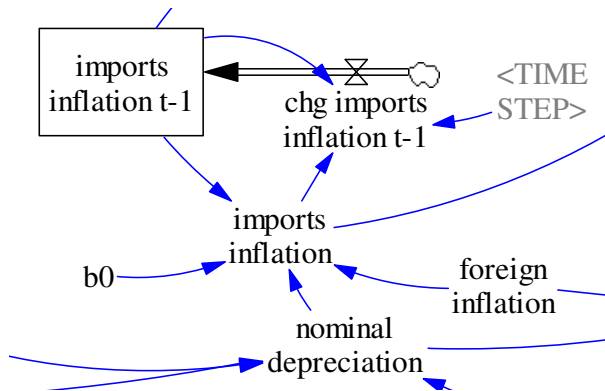 imports
inflation t-1
chg imports
inflation t-1
<TIME
STEP>
imports
inflation
b0
foreign
inflation
nominal
depreciation